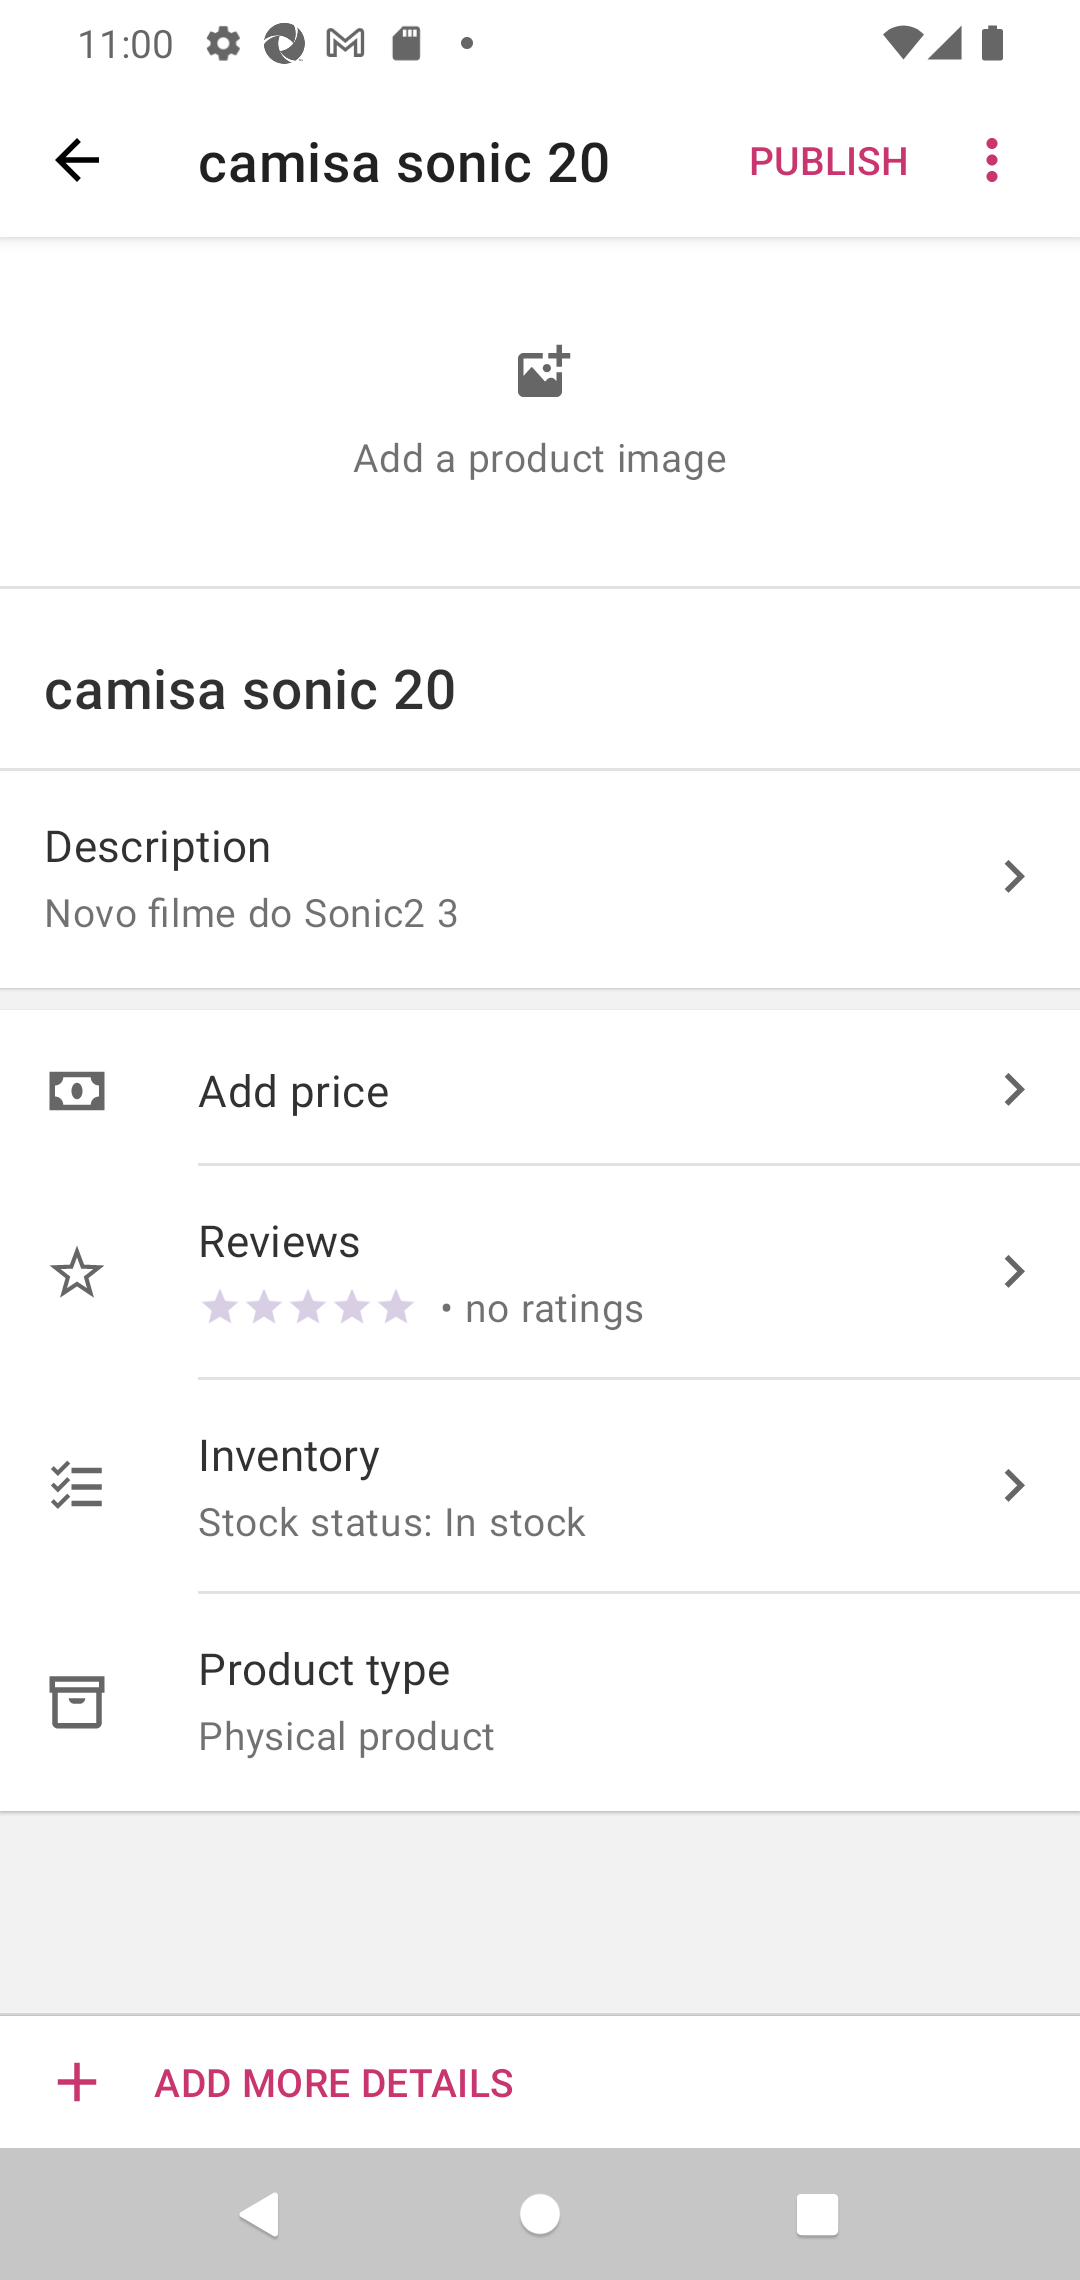 11:00
camisa sonic 20
PUBLISH
Add a product image
camisa sonic 20
Description
Novo filme do Sonic2 3
Add price
Reviews
• no ratings
Inventory
Stock status: In stock
Product type
Physical product
ADD MORE DETAILS